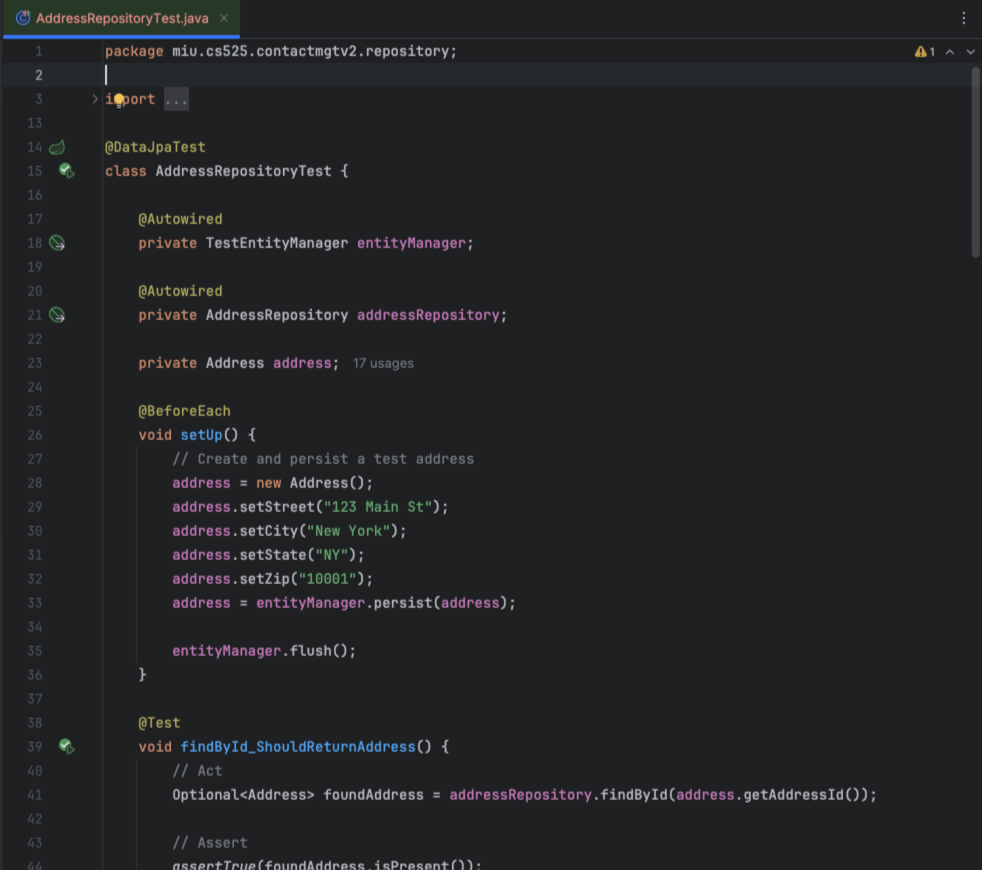 AddressRepositoryTest.java
1 package miu.cs525.contactmgtv2.repository; 1
2
3 import ...
13
14 @DataJpaTest
15 class AddressRepositoryTest {
16
17 @Autowired
18 private TestEntityManager entityManager;
19
20 @Autowired
21 private AddressRepository addressRepository;
22
23 private Address address; 17 usages
24
25 @BeforeEach
26 void setUp() {
27 // Create and persist a test address
28 address = new Address();
29 address.setStreet("123 Main St");
30 address.setCity("New York");
31 address.setState("NY");
32 address.setZip("10001");
33 address = entityManager.persist(address);
34
35 entityManager.flush();
36 }
37
38 @Test
39 void findById_ShouldReturnAddress() {
40 // Act
41 Optional<Address> foundAddress = addressRepository.findById(address.getAddressId());
42
43 // Assert
44 assertTrue(foundAddress.isPresent());